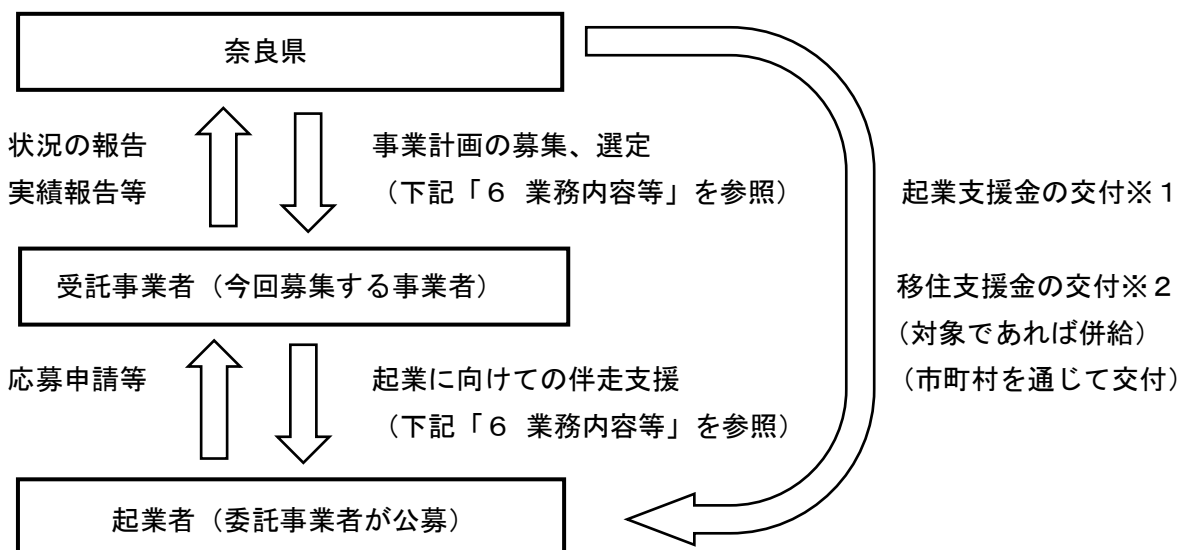 奈良県
状況の報告
実績報告等
事業計画の募集、選定
（下記「６ 業務内容等」を参照）
起業支援金の交付※１
受託事業者（今回募集する事業者）
移住支援金の交付※２
（対象であれば併給）
（市町村を通じて交付）
応募申請等
起業に向けての伴走支援
（下記「６ 業務内容等」を参照）
起業者（委託事業者が公募）